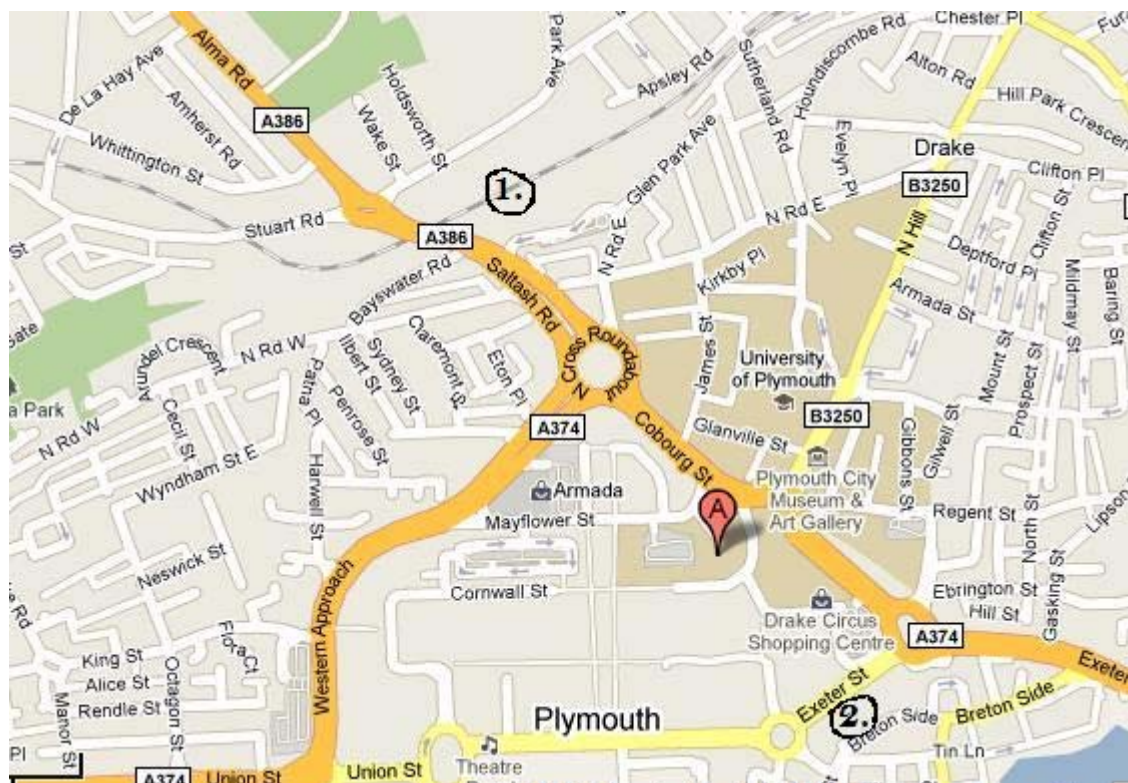 Alma Rd
De La Hay Ave
Amherst Rd
Whittington St
A386
Wake St
Holdsworth St
Park Ave
Apsley Rd
Sutherland Rd
Houndiscombe Rd
Chester Pl
Alton Rd
Hill Park Crescen
Evelyn Pl
Drake
B3250
Clifton Pl
Clifton St
Glen Park Ave
1.
Stuart Rd
A386
N Rd E
N Rd E
N Hill
Deptford Pl
Armada St
Mildmay St
Baring St
Kirkby Pl
Bayswater Rd
Saltash Rd
N Cross Roundabout
James St
University
of Plymouth
B3250
Mount St
Prospect St
Arundel Crescent
N Rd W
Patna Pl
Ilbert St
Sydney St
Claremont St
Eton Pl
a Park
Cecil St
Penrose St
N Rd W
A374
Cobourg St
Glanville St
Gibbons St
Gilwell St
Wyndham St E
Harwell St
Armada
Mayflower St
A
Plymouth City
Museum &
Art Gallery
Regent St
North St
Lipson
Neswick St
Western Approach
Cornwall St
Ebrington St
Hill St
Gasking St
Flora Ct
Drake Circus
Shopping Centre
A374
Exeter
King St
Alice St
Rendle St
Octagon St
Manor St
Plymouth
Exeter St
2.
Breton Side
Breton Side
Tin Ln
Pl
A374
Union St
Union St
Theatre